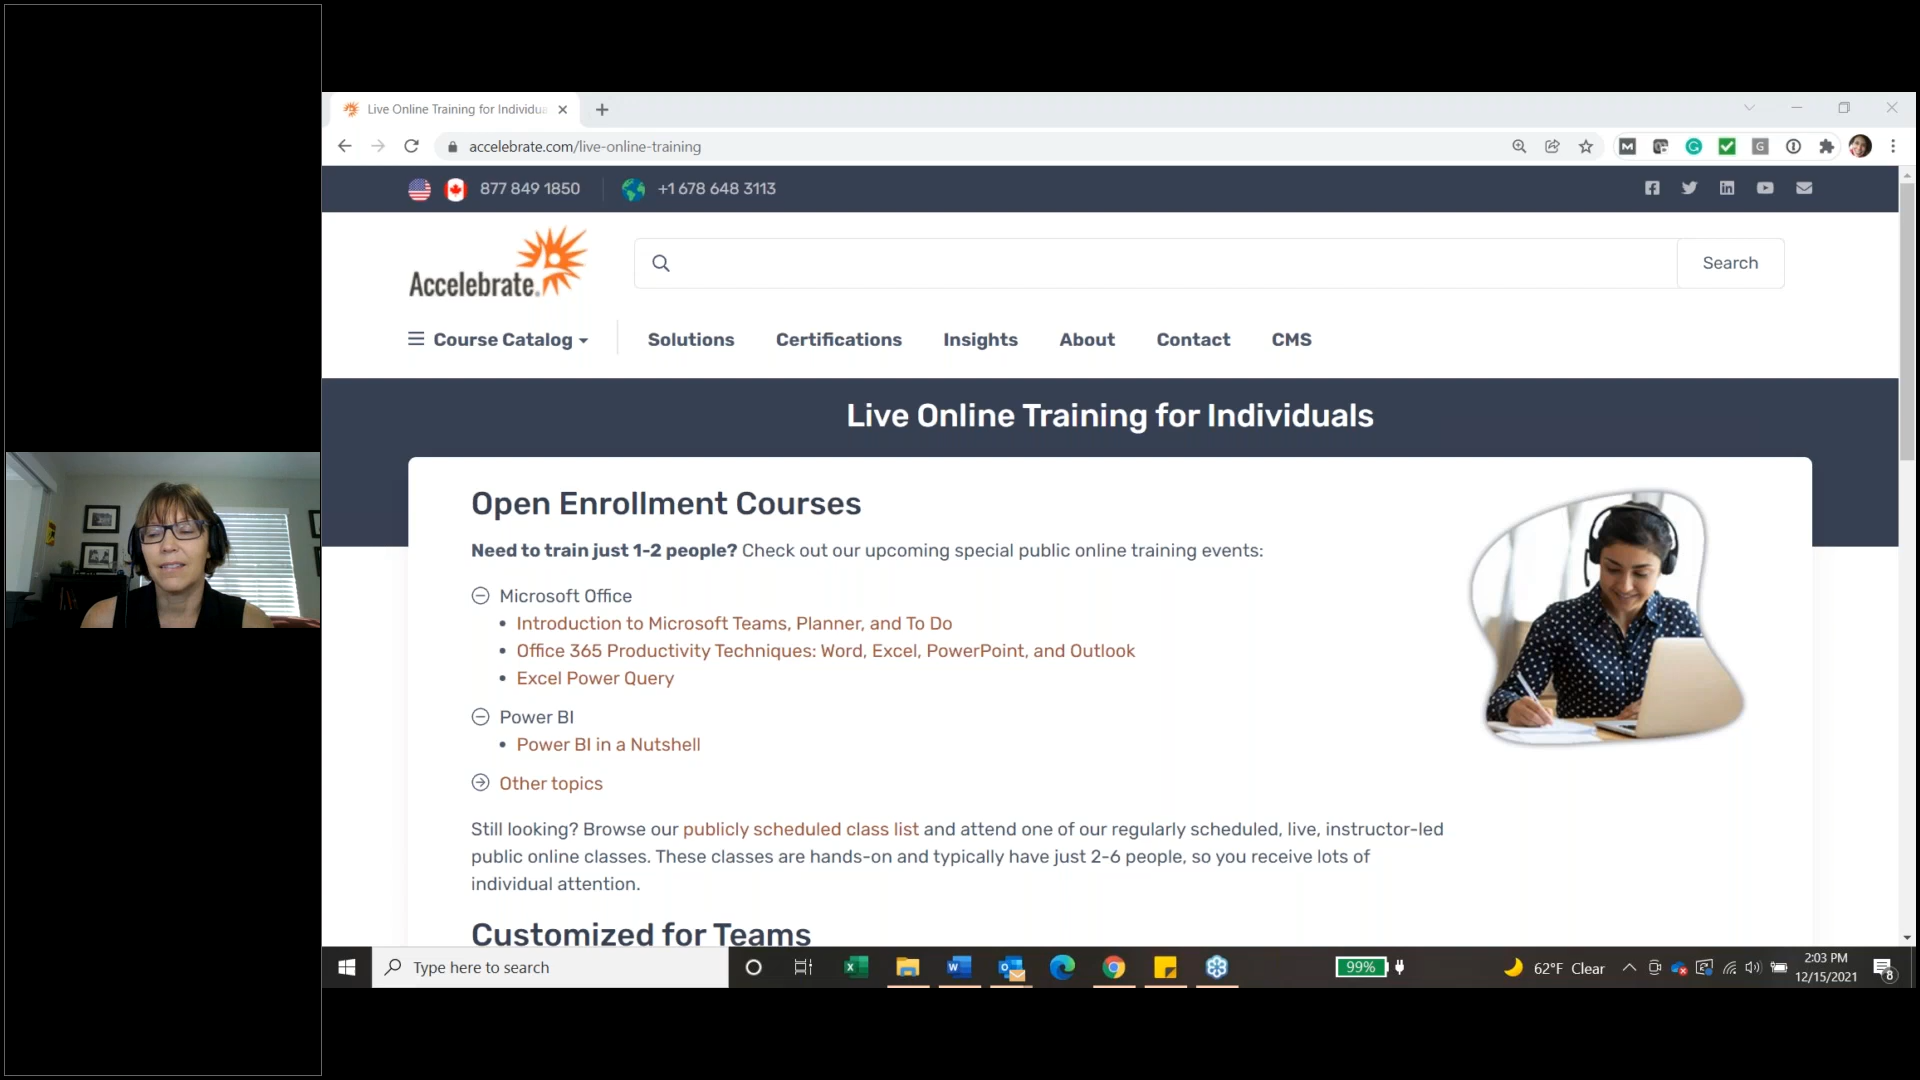 Live Online Training for Individua
accelebrate.com/live-online-training
877 849 1850
+1 678 648 3113
Accelebrate.
Search
Course Catalog
Solutions
Certifications
Insights
About
Contact
CMS
Live Online Training for Individuals
Open Enrollment Courses
Need to train just 1-2 people? Check out our upcoming special public online training events:
Microsoft Office
• Introduction to Microsoft Teams, Planner, and To Do
• Office 365 Productivity Techniques: Word, Excel, PowerPoint, and Outlook
• Excel Power Query
Power BI
• Power BI in a Nutshell
Other topics
Still looking? Browse our publicly scheduled class list and attend one of our regularly scheduled, live, instructor-led
public online classes. These classes are hands-on and typically have just 2-6 people, so you receive lots of
individual attention.
Customized for Teams
Type here to search
99%
62°F Clear
2:03 PM
12/15/2021
8